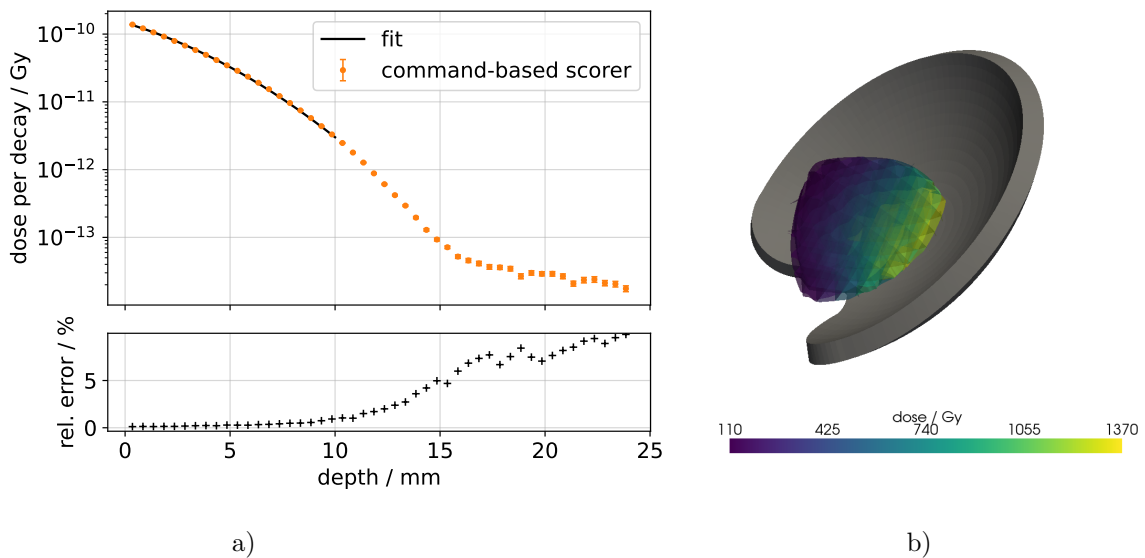 10⁻¹⁰
10⁻¹¹
10⁻¹²
10⁻¹³
dose per decay / Gy
fit
command-based scorer
5
0
rel. error / %
0 5 10 15 20 25
depth / mm
dose / Gy
110 425 740 1055 1370
a) b)